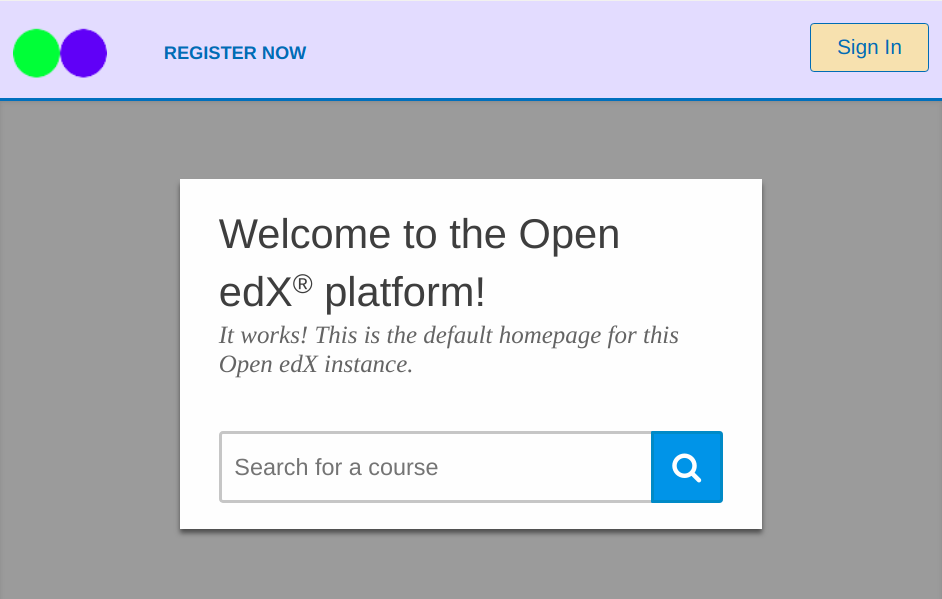 REGISTER NOW
Sign In
Welcome to the Open
edX® platform!
It works! This is the default homepage for this
Open edX instance.
Search for a course